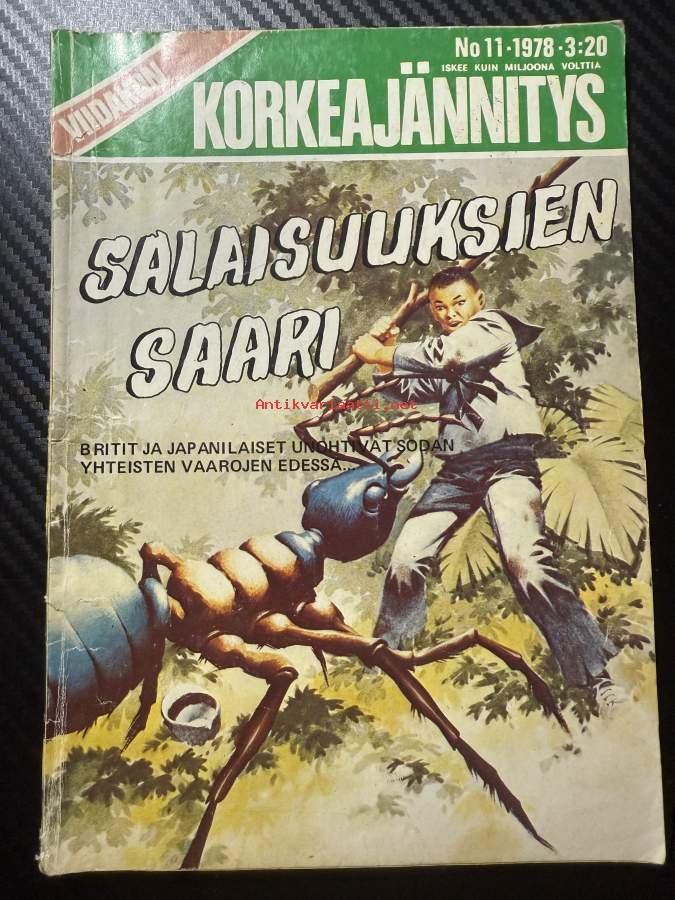 VIIDAKON
No 11 · 1978 · 3:20
ISKEE KUIN MILJOONA VOLTTIA
KORKEAJÄNNITYS
SALAISUUKSIEN
SAARI
Antikvariaatti.net
BRITIT JA JAPANILAISET UNOHTIVAT SODAN
YHTEISTEN VAAROJEN EDESSÄ...